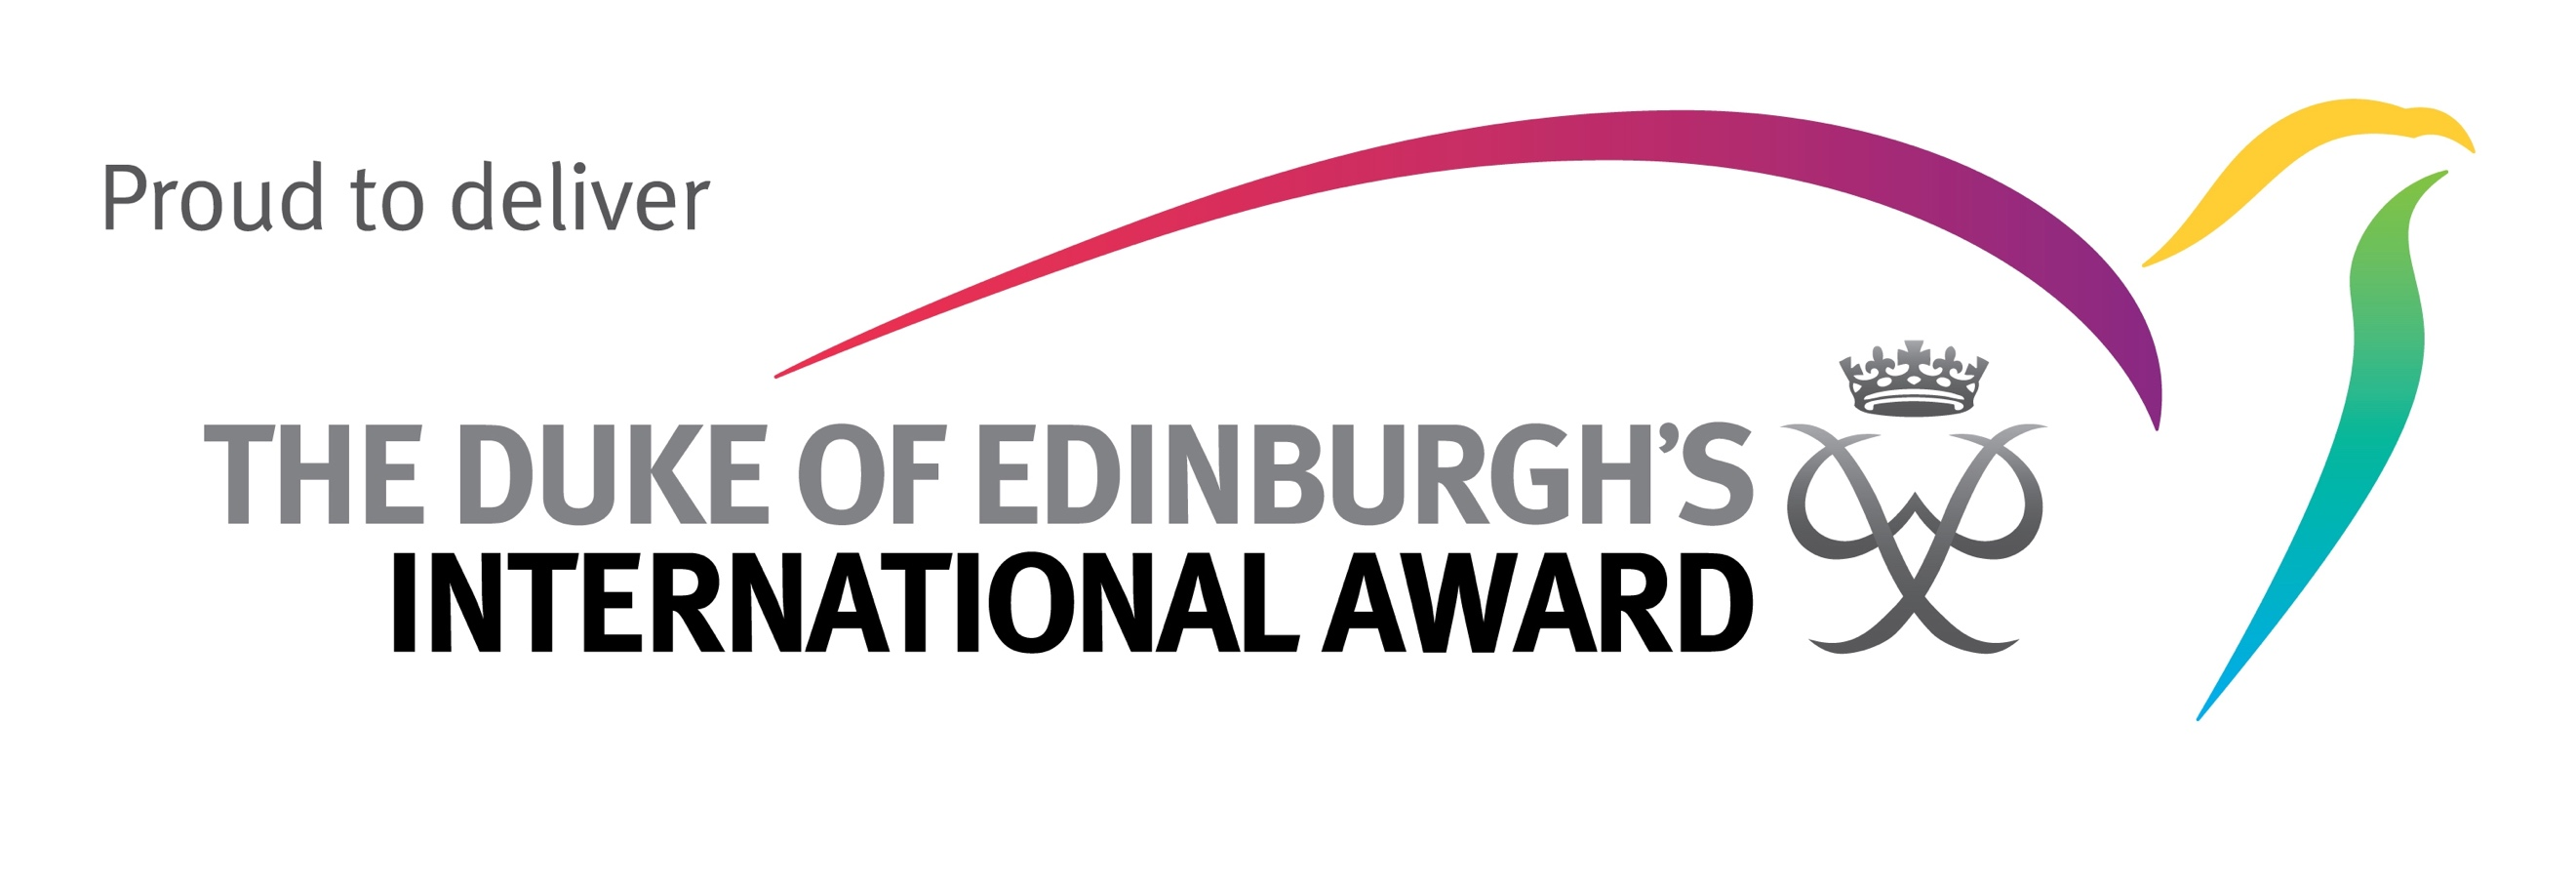 Proud to deliver
THE DUKE OF EDINBURGH’S
INTERNATIONAL AWARD